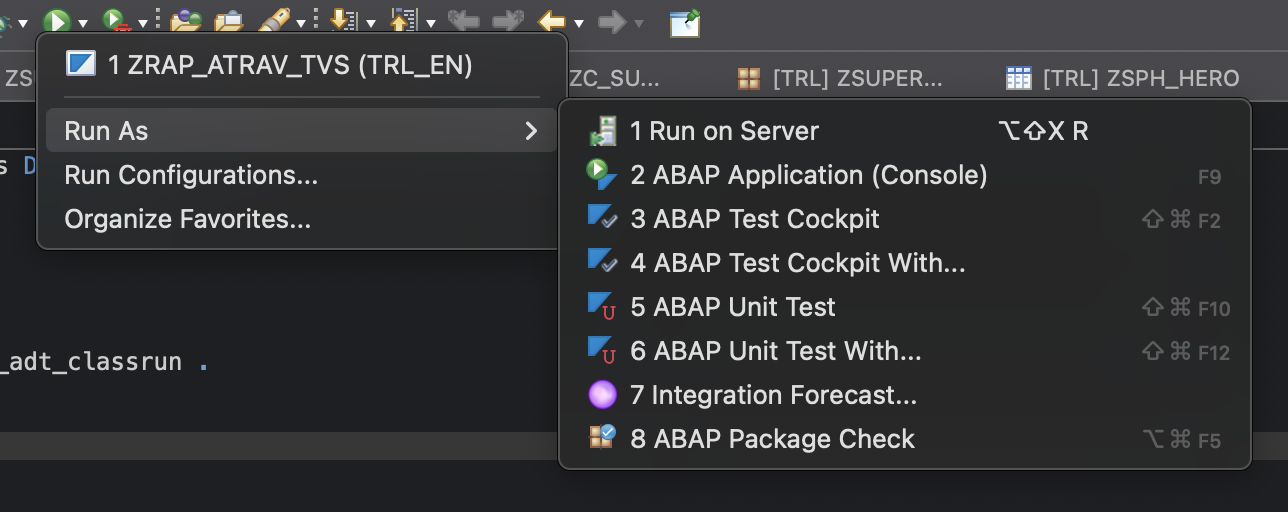 1 ZRAP_ATRAV_TVS (TRL_EN)
ZS
ZC_SU...
[TRL] ZSUPER...
[TRL] ZSPH_HERO
Run As
Run Configurations...
Organize Favorites...
1 Run on Server ⌥⇧X R
2 ABAP Application (Console) F9
3 ABAP Test Cockpit ⇧⌘F2
4 ABAP Test Cockpit With...
5 ABAP Unit Test ⇧⌘F10
6 ABAP Unit Test With... ⇧⌘F12
7 Integration Forecast...
8 ABAP Package Check ⌥⌘F5
s D
_adt_classrun .